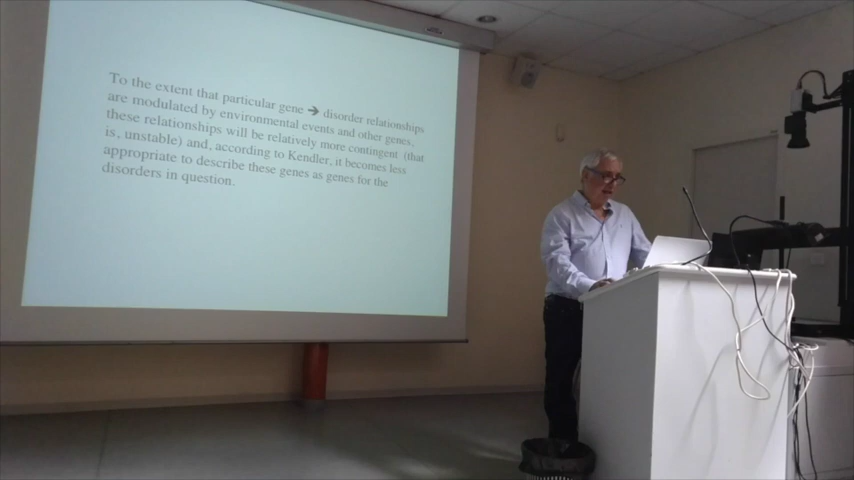 To the extent that particular gene ➔ disorder relationships
are modulated by environmental events and other genes,
these relationships will be relatively more contingent (that
is, unstable) and, according to Kendler, it becomes less
appropriate to describe these genes as genes for the
disorders in question.